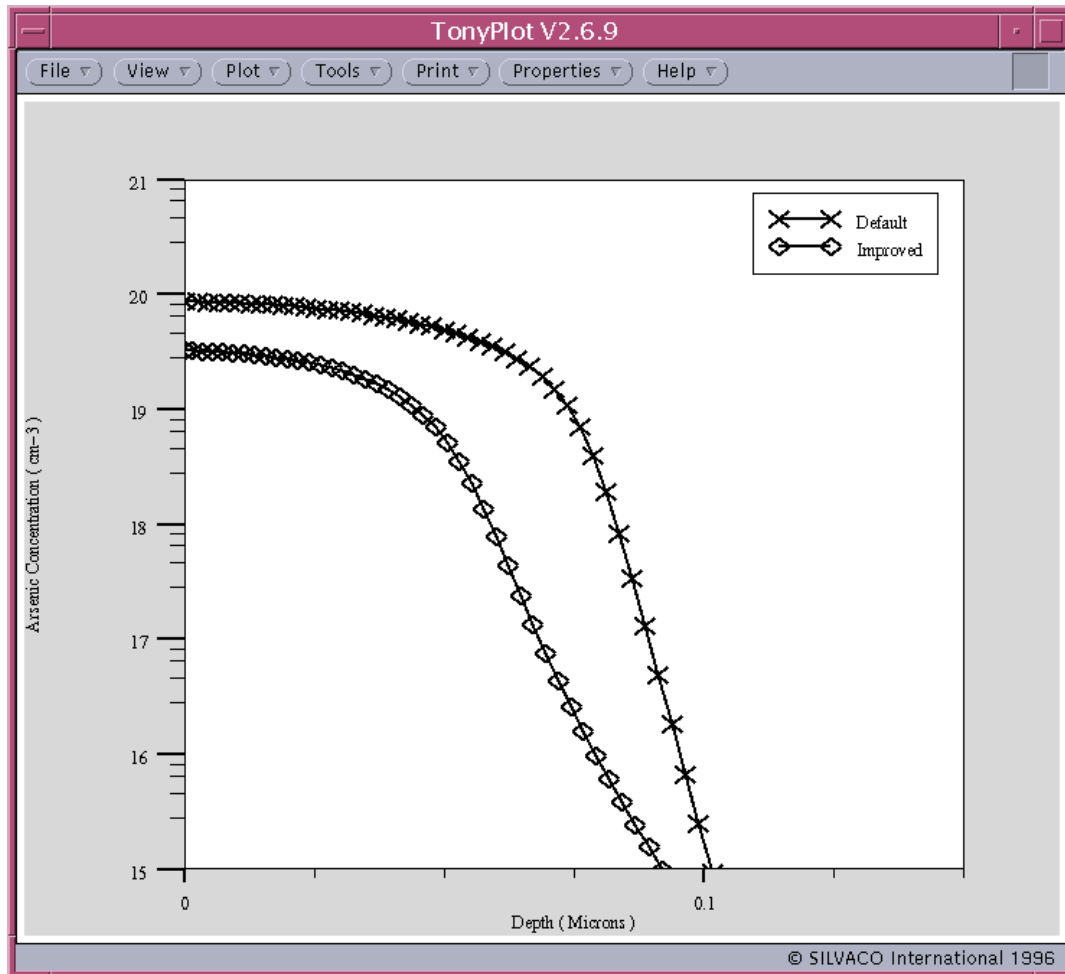 TonyPlot V2.6.9
File View Plot Tools Print Properties Help
Default
Improved
21
20
19
18
17
16
15
Arsenic Concentration ( cm-3 )
0 0.1
Depth ( Microns )
© SILVACO International 1996